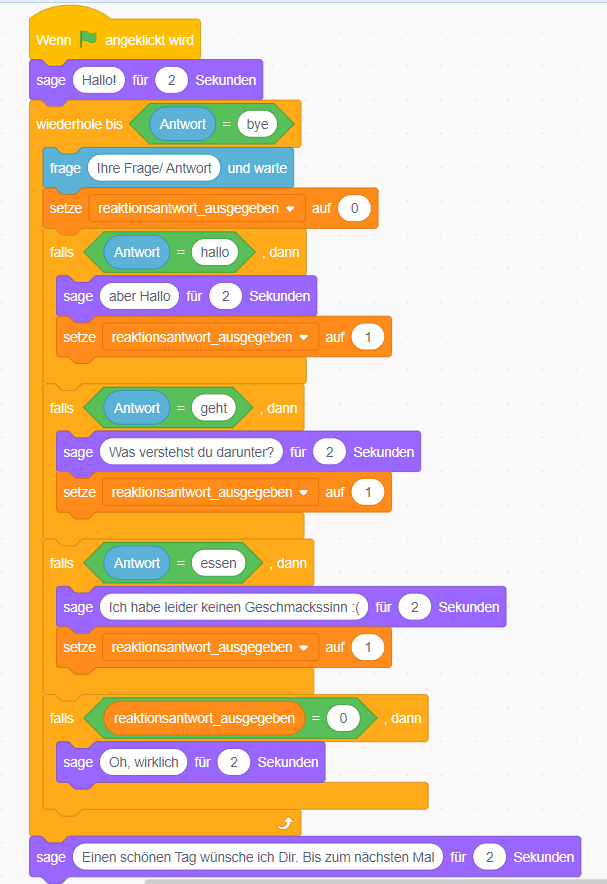 Wenn angeklickt wird
sage Hallo! für 2 Sekunden
wiederhole bis Antwort = bye
frage Ihre Frage/ Antwort und warte
setze reaktionsantwort_ausgegeben auf 0
falls Antwort = hallo , dann
sage aber Hallo für 2 Sekunden
setze reaktionsantwort_ausgegeben auf 1
falls Antwort = geht , dann
sage Was verstehst du darunter? für 2 Sekunden
setze reaktionsantwort_ausgegeben auf 1
falls Antwort = essen , dann
sage Ich habe leider keinen Geschmackssinn :( für 2 Sekunden
setze reaktionsantwort_ausgegeben auf 1
falls reaktionsantwort_ausgegeben = 0 , dann
sage Oh, wirklich für 2 Sekunden
sage Einen schönen Tag wünsche ich Dir. Bis zum nächsten Mal für 2 Sekunden